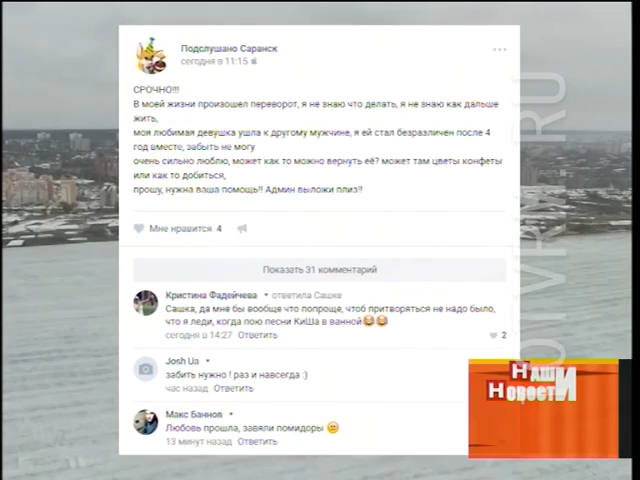 Подслушано Саранск
сегодня в 11:15
СРОЧНО!!!
В моей жизни произошел переворот, я не знаю что делать, я не знаю как дальше
жить,
моя любимая девушка ушла к другому мужчине, я ей стал безразличен после 4
год вместе, забыть не могу
очень сильно люблю, может как то можно вернуть её? может там цветы конфеты
или как то добиться,
прошу, нужна ваша помощь!! Админ выложи плиз!!
Мне нравится 4
Показать 31 комментарий
Кристина Фадейчева ответила Сашке
Сашка, да мне бы вообще что попроще, чтоб притворяться не надо было,
что я леди, когда пою песни КиШа в ванной😂😂
сегодня в 14:27 Ответить
2
Josh Ua
забить нужно ! раз и навсегда :)
час назад Ответить
Макс Баннов
Любовь прошла, завяли помидоры 😕
13 минут назад Ответить
Наши
Новости